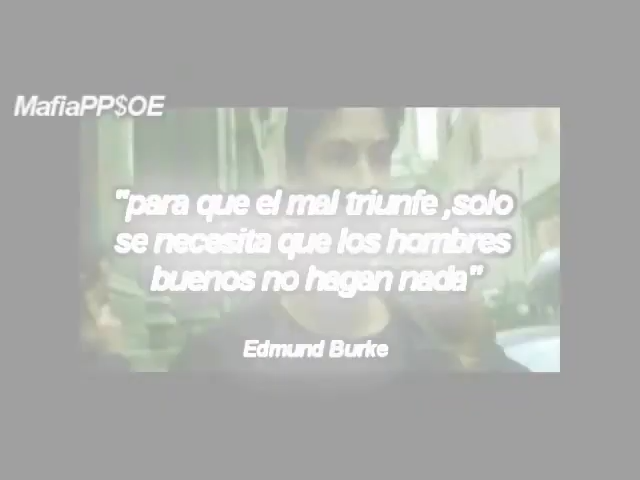 MafiaPP$OE
"para que el mal triunfe ,solo
se necesita que los hombres
buenos no hagan nada"
Edmund Burke